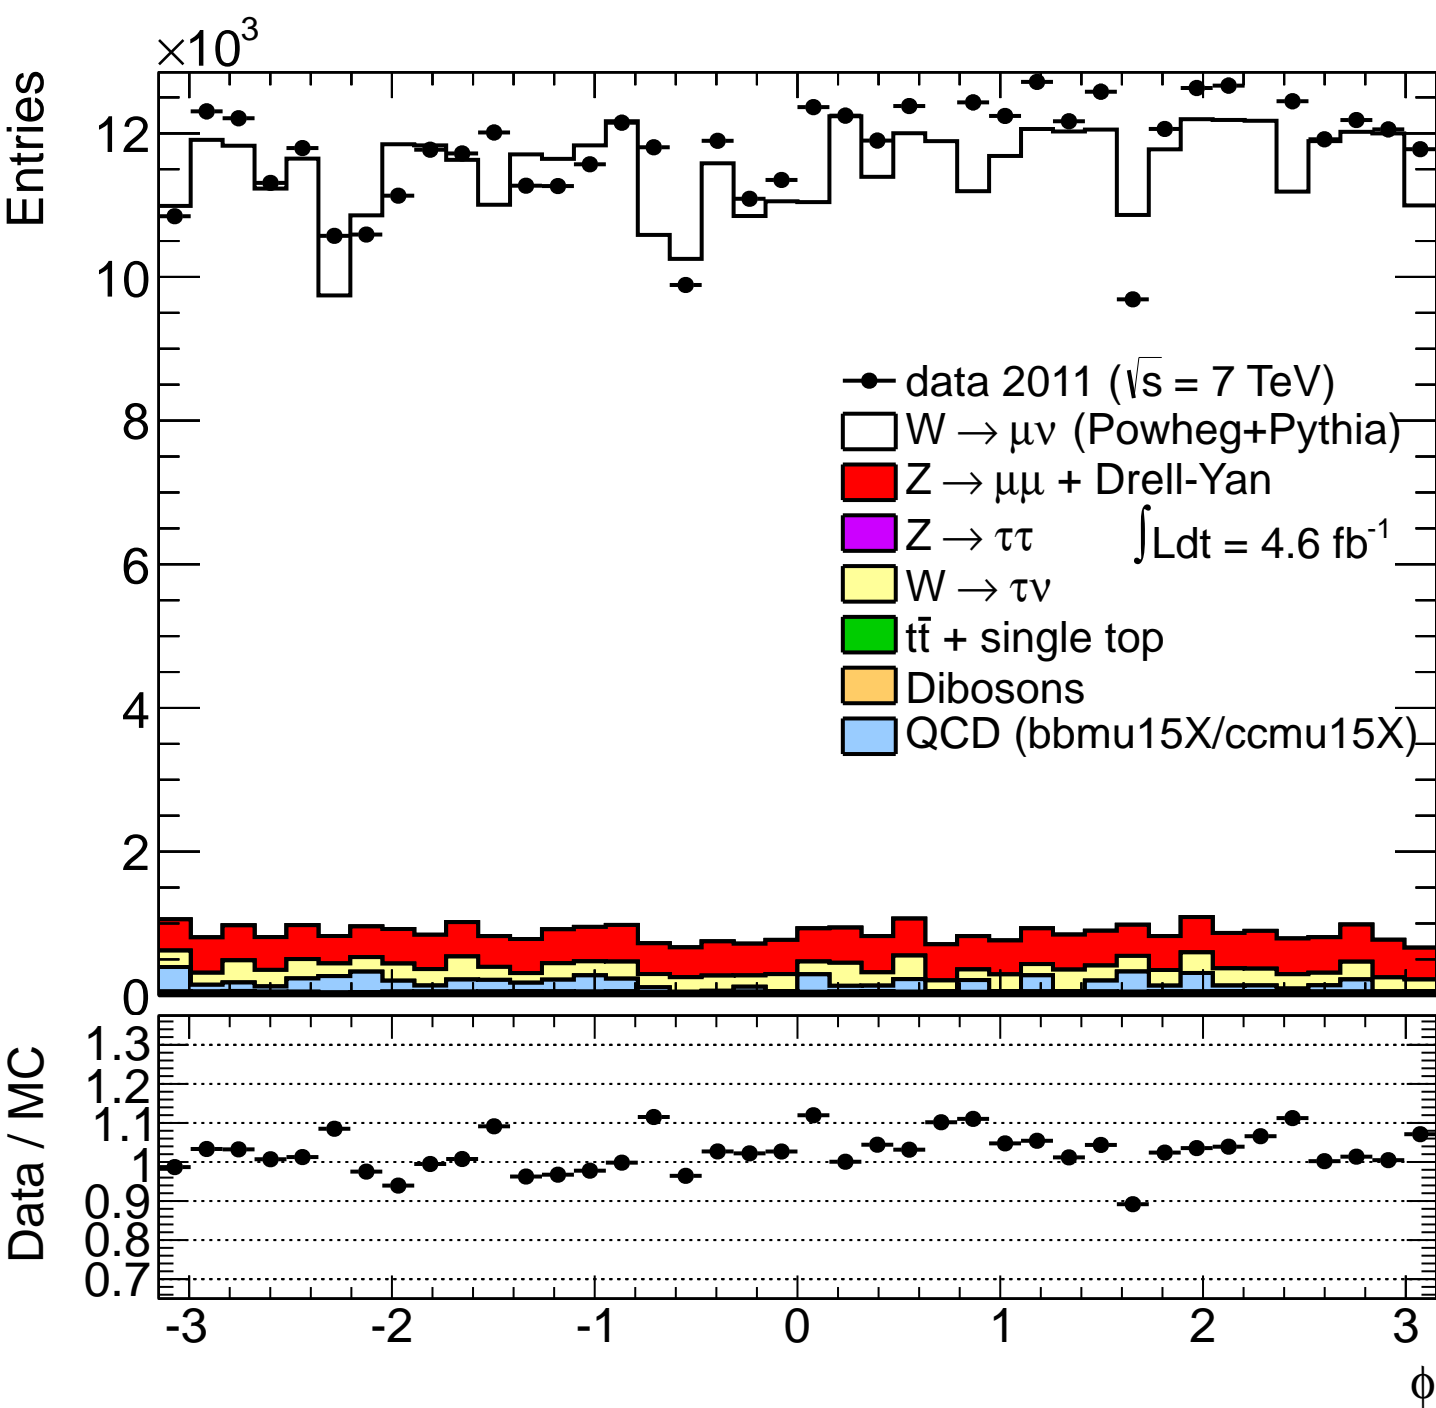 ×10³
Entries
12
10
8
6
4
2
0
data 2011 (√s = 7 TeV)
W → μν (Powheg+Pythia)
Z → μμ + Drell-Yan
Z → ττ
∫Ldt = 4.6 fb⁻¹
W → τν
tt̄ + single top
Dibosons
QCD (bbmu15X/ccmu15X)
Data / MC
1.3
1.2
1.1
1
0.9
0.8
0.7
-3 -2 -1 0 1 2 3
ϕ